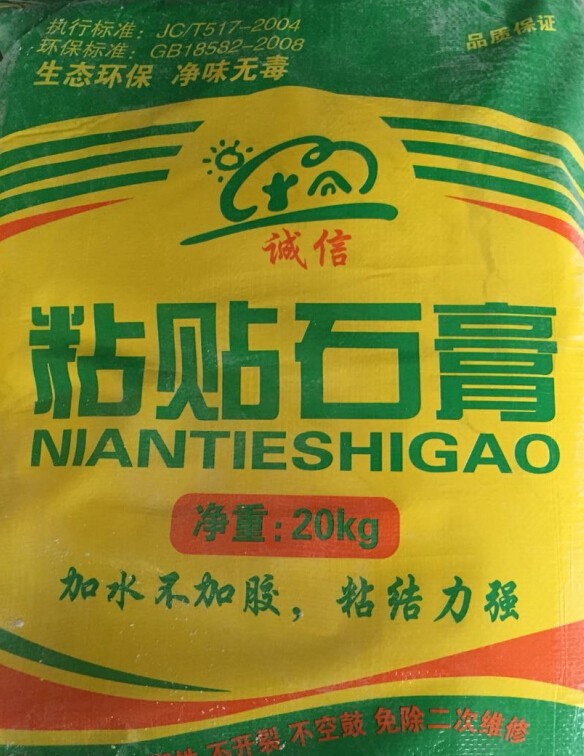 执行标准：JC/T517-2004
环保标准：GB18582-2008
品质保证
生态环保 净味无毒
诚信
粘贴石膏
NIANTIESHIGAO
净重：20kg
加水不加胶，粘结力强
不开裂 不空鼓 免除二次维修